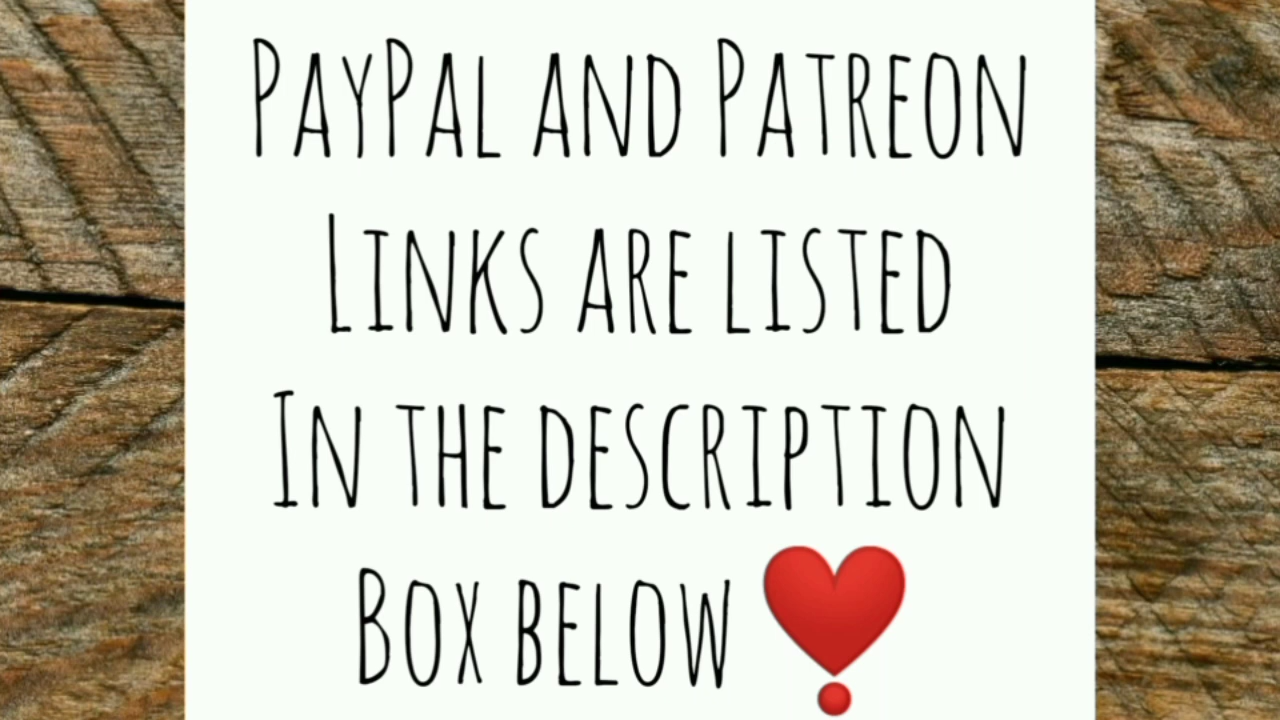 PayPal and Patreon
Links are listed
In the description
Box below ❣